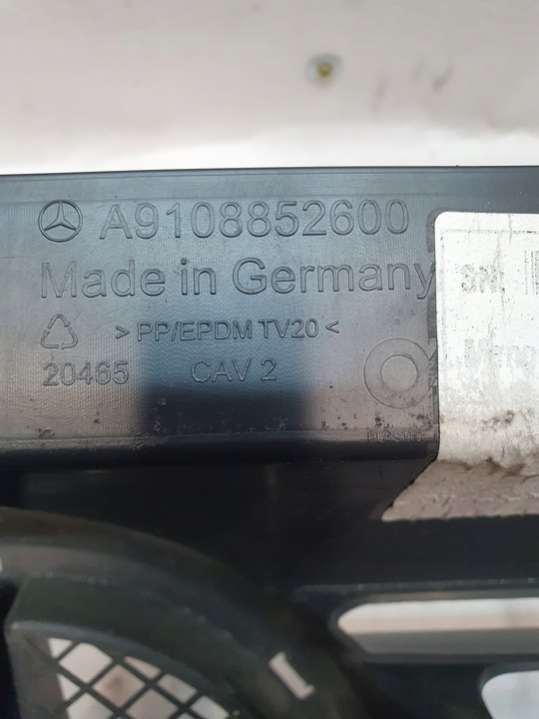 A9108852600
Made in Germany
>PP/EPDM TV20<
20465 CAV 2